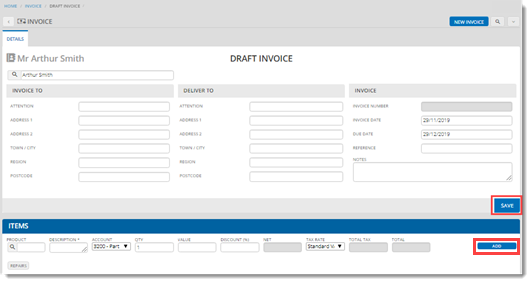 HOME › INVOICE › DRAFT INVOICE ›
INVOICE
NEW INVOICE
DETAILS
Mr Arthur Smith
DRAFT INVOICE
Arthur Smith
INVOICE TO
DELIVER TO
INVOICE
ATTENTION
ATTENTION
INVOICE NUMBER
ADDRESS 1
ADDRESS 1
INVOICE DATE
29/11/2019
ADDRESS 2
ADDRESS 2
DUE DATE
29/12/2019
TOWN / CITY
TOWN / CITY
REFERENCE
REGION
REGION
NOTES
POSTCODE
POSTCODE
SAVE
ITEMS
PRODUCT DESCRIPTION * ACCOUNT QTY VALUE DISCOUNT (%) NET TAX RATE TOTAL TAX TOTAL
8200 - Part 1 Standard V ADD
REPAIRS